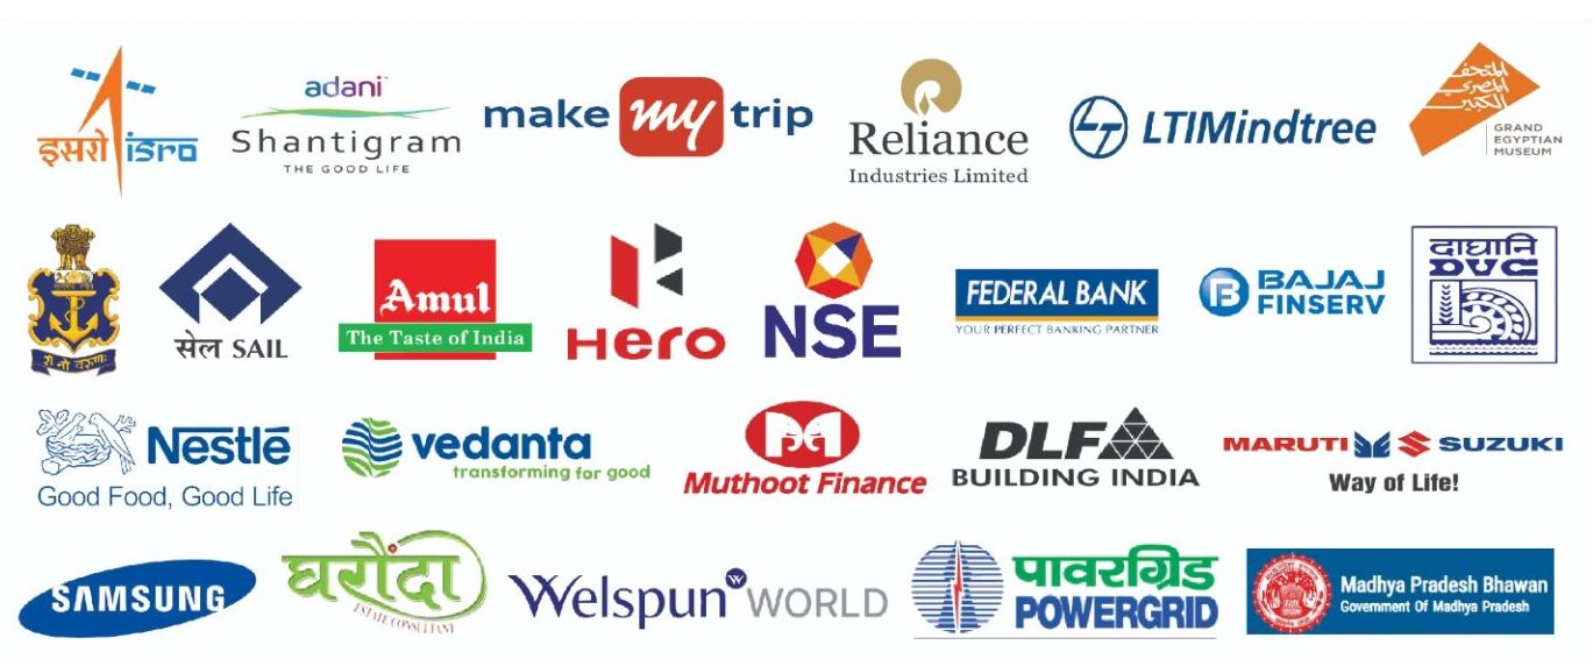 इसरो isro
adani
Shantigram
THE GOOD LIFE
make my trip
Reliance
Industries Limited
LTIMindtree
المتحف
المصري
الكبير
GRAND
EGYPTIAN
MUSEUM
सेल SAIL
Amul
The Taste of India
Hero
NSE
FEDERAL BANK
YOUR PERFECT BANKING PARTNER
BAJAJ
FINSERV
दाघानि
DVC
Nestlé
Good Food, Good Life
vedanta
transforming for good
Muthoot Finance
DLF
BUILDING INDIA
MARUTI SUZUKI
Way of Life!
SAMSUNG
घरौंदा
ESTATE CONSULTANT
Welspun W WORLD
पावरग्रिड
POWERGRID
Madhya Pradesh Bhawan
Government Of Madhya Pradesh